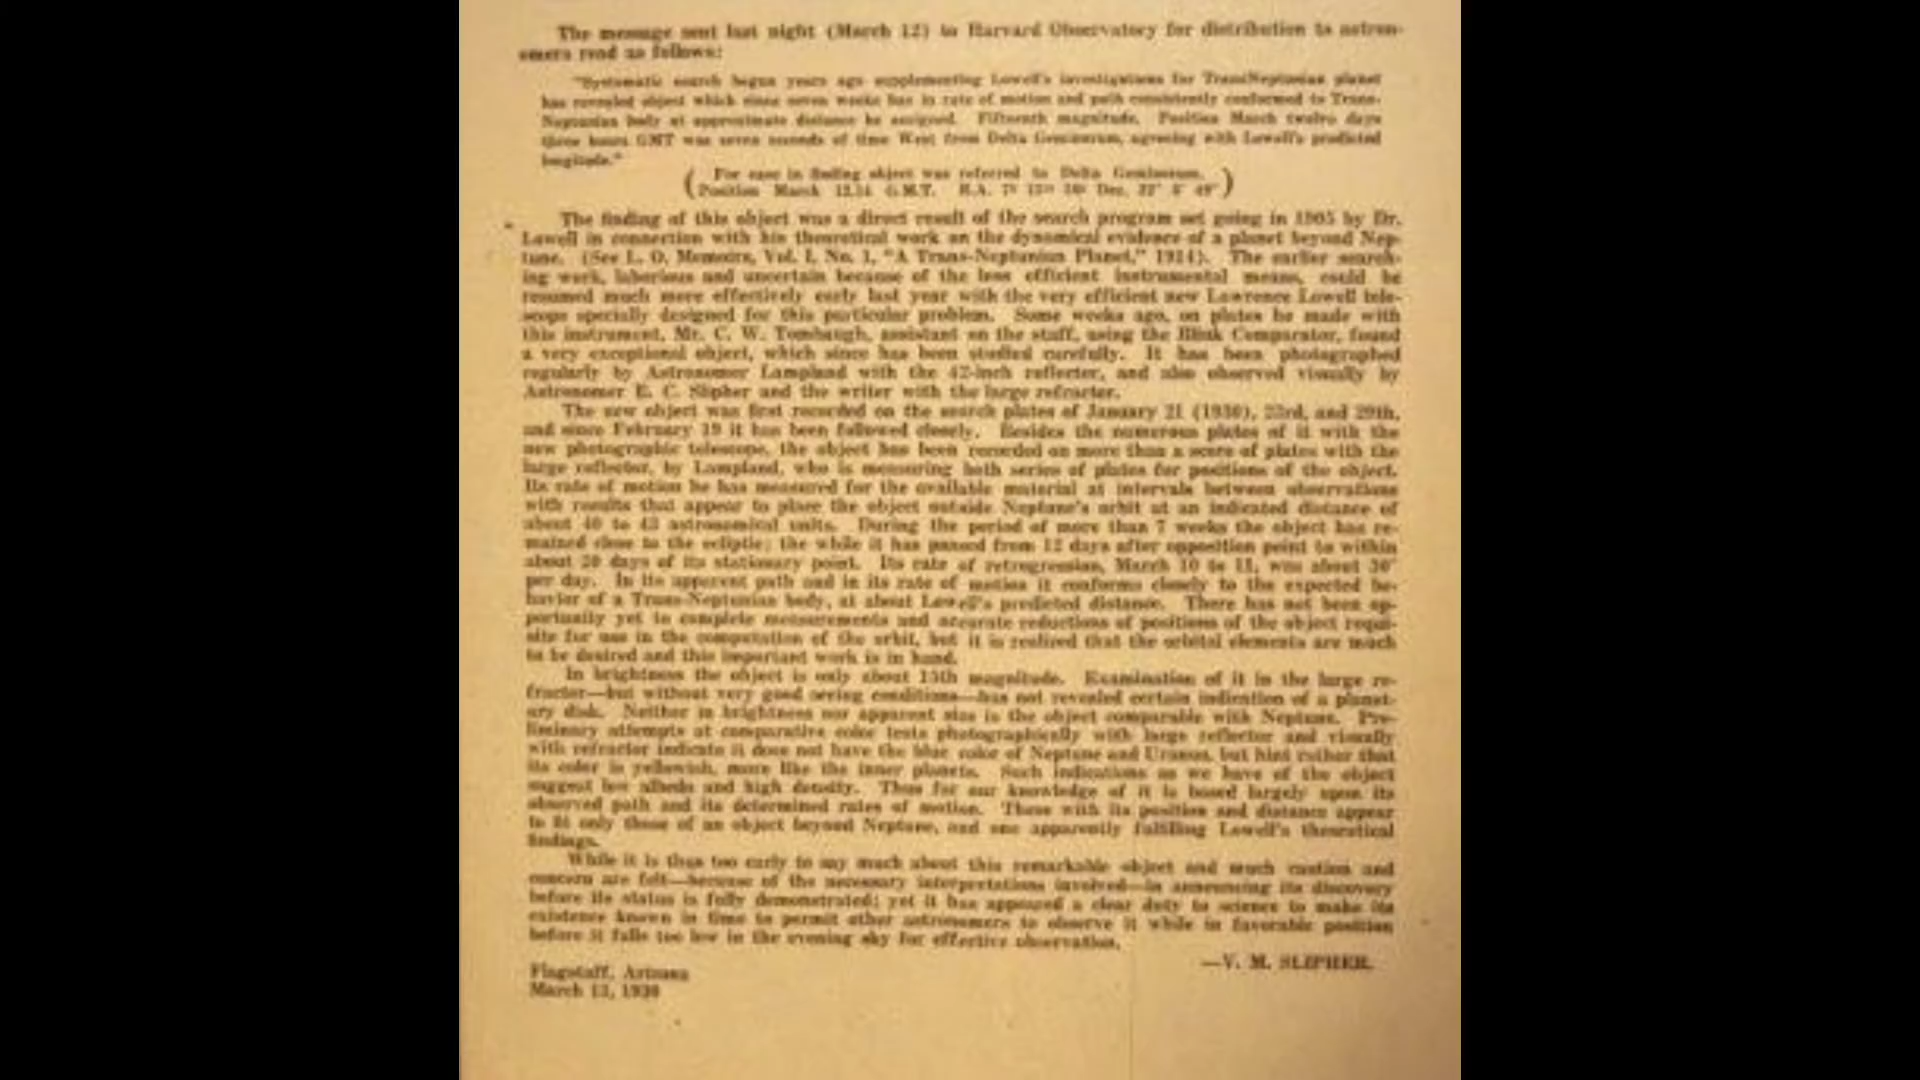 The message sent last night (March 12) to Harvard Observatory for distribution to astron-
omers read as follows:
"Systematic search begun years ago supplementing Lowell's investigations for TransNeptunian planet
has revealed object which since seven weeks has in rate of motion and path consistently conformed to Trans-
Neptunian body at approximate distance he assigned. Fifteenth magnitude. Position March twelve days
three hours GMT was seven seconds of time West from Delta Geminorum, agreeing with Lowell's predicted
longitude."
(For ease in finding object was referred to Delta Geminorum.
Position March 12.14 G.M.T. R.A. Dec.)
The finding of this object was a direct result of the search program set going in 1905 by Dr.
Lowell in connection with his theoretical work on the dynamical evidence of a planet beyond Nep-
tune. (See L. O. Memoirs, Vol. I, No. 1, "A Trans-Neptunian Planet," 1914). The earlier search-
ing work, laborious and uncertain because of the less efficient instrumental means, could be
resumed much more effectively early last year with the very efficient new Lawrence Lowell tele-
scope specially designed for this particular problem. Some weeks ago, on plates he made with
this instrument, Mr. C. W. Tombaugh, assistant on the staff, using the Blink Comparator, found
a very exceptional object, which since has been studied carefully. It has been photographed
regularly by Astronomer Lampland with the 42-inch reflector, and also observed visually by
Astronomer E. C. Slipher and the writer with the large refractor.
The new object was first recorded on the search plates of January 21 (1930), 23rd, and 29th,
and since February 19 it has been followed closely. Besides the numerous plates of it with the
new photographic telescope, the object has been recorded on more than a score of plates with the
large reflector, by Lampland, who is measuring both series of plates for positions of the object.
Its rate of motion he has measured for the available material at intervals between observations
with results that appear to place the object outside Neptune's orbit at an indicated distance of
about 40 to 43 astronomical units. During the period of more than 7 weeks the object has re-
mained close to the ecliptic; the while it has passed from 12 days after opposition point to within
about 20 days of its stationary point. Its rate of retrogression, March 10 to 11, was about 30"
per day. In its apparent path and in its rate of motion it conforms closely to the expected be-
havior of a Trans-Neptunian body, at about Lowell's predicted distance. There has not been op-
portunity yet to complete measurements and accurate reductions of positions of the object requi-
site for use in the computation of the orbit, but it is realized that the orbital elements are much
to be desired and this important work is in hand.
In brightness the object is only about 15th magnitude. Examination of it in the large re-
fractor—but without very good seeing conditions—has not revealed certain indication of a planet-
ary disk. Neither in brightness nor apparent size is the object comparable with Neptune. Pre-
liminary attempts at comparative color tests photographically with large reflector and visually
with refractor indicate it does not have the blue color of Neptune and Uranus, but hint rather that
its color is yellowish, more like the inner planets. Such indications as we have of the object
suggest low albedo and high density. Thus far our knowledge of it is based largely upon its
observed path and its determined rates of motion. These with its position and distance appear
to fit only those of an object beyond Neptune, and one apparently fulfilling Lowell's theoretical
findings.
While it is thus too early to say much about this remarkable object and much caution and
concern are felt—because of the necessary interpretations involved—in announcing its discovery
before its status is fully demonstrated; yet it has appeared a clear duty to science to make its
existence known in time to permit other astronomers to observe it while in favorable position
before it falls too low in the evening sky for effective observation.
—V. M. SLIPHER.
Flagstaff, Arizona
March 13, 1930